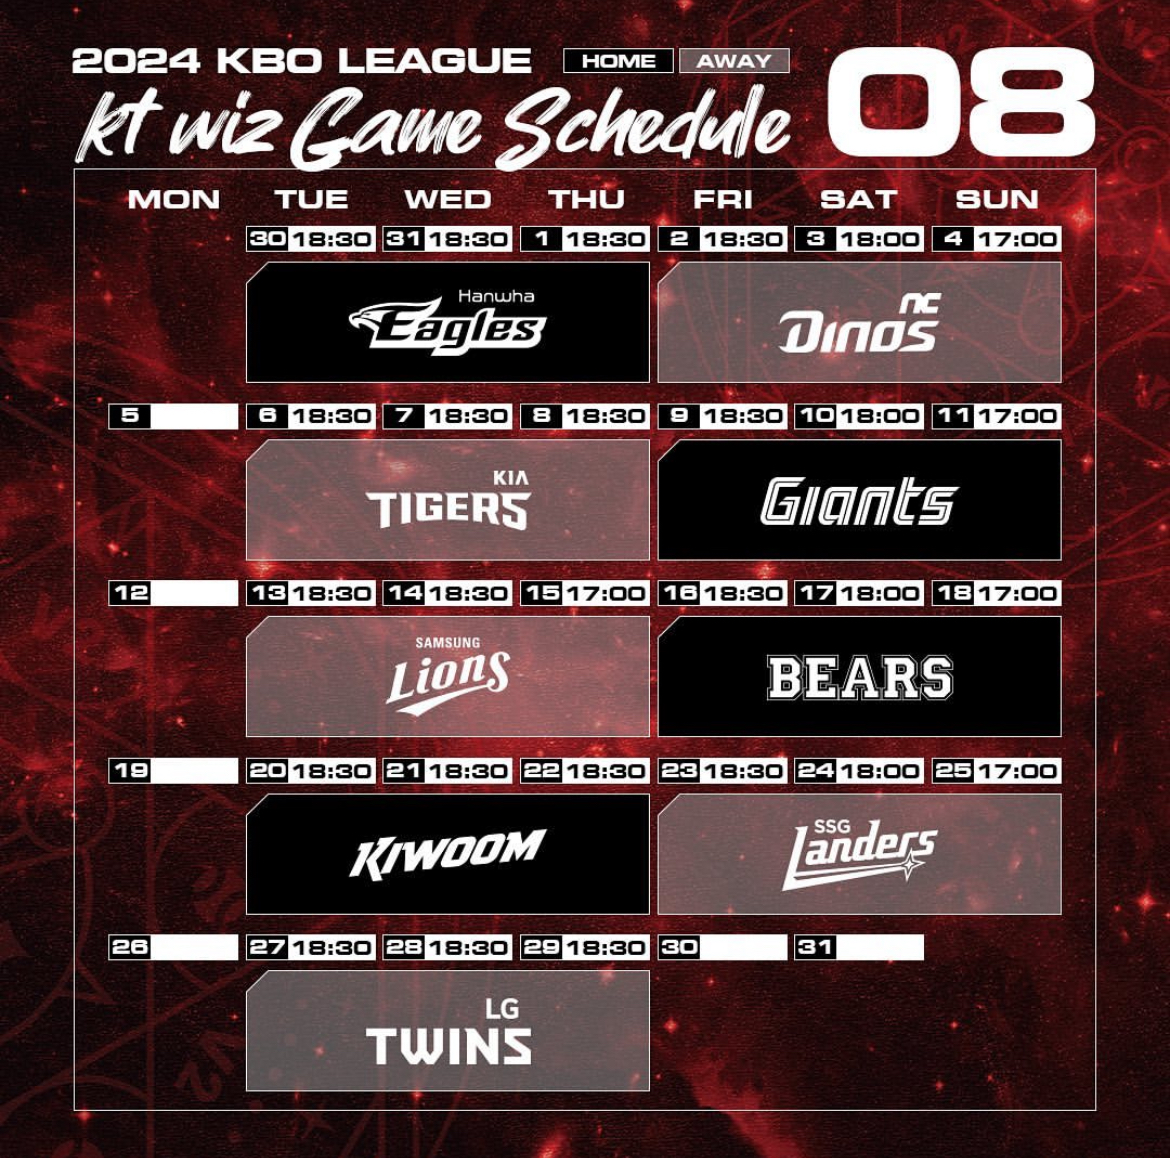 2024 KBO LEAGUE HOME AWAY 08
kt wiz Game Schedule
MON TUE WED THU FRI SAT SUN
30 18:30 31 18:30 1 18:30 2 18:30 3 18:00 4 17:00
Hanwha
Eagles
NC
Dinos
5 6 18:30 7 18:30 8 18:30 9 18:30 10 18:00 11 17:00
KIA
TIGERS
Giants
12 13 18:30 14 18:30 15 17:00 16 18:30 17 18:00 18 17:00
SAMSUNG
Lions
BEARS
19 20 18:30 21 18:30 22 18:30 23 18:30 24 18:00 25 17:00
KIWOOM
SSG
Landers
26 27 18:30 28 18:30 29 18:30 30 31
LG
TWINS